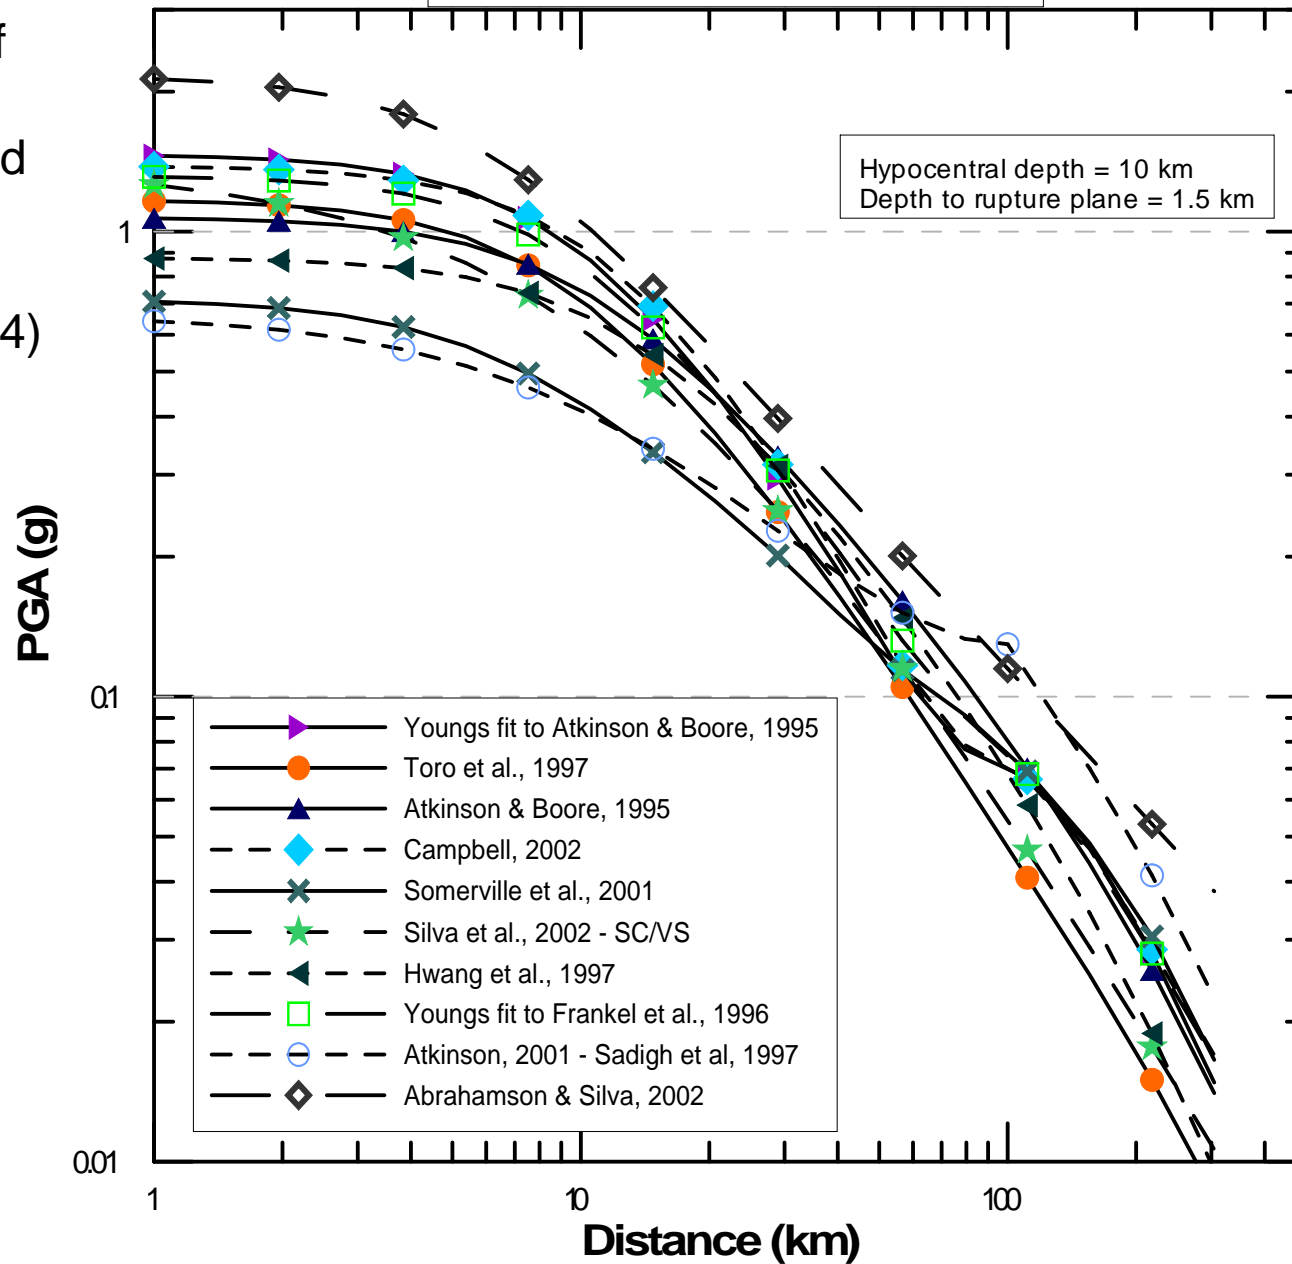 f
d
4)
Hypocentral depth = 10 km
Depth to rupture plane = 1.5 km
PGA (g)
1
0.1
0.01
Youngs fit to Atkinson & Boore, 1995
Toro et al., 1997
Atkinson & Boore, 1995
Campbell, 2002
Somerville et al., 2001
Silva et al., 2002 - SC/VS
Hwang et al., 1997
Youngs fit to Frankel et al., 1996
Atkinson, 2001 - Sadigh et al, 1997
Abrahamson & Silva, 2002
1 10 100
Distance (km)